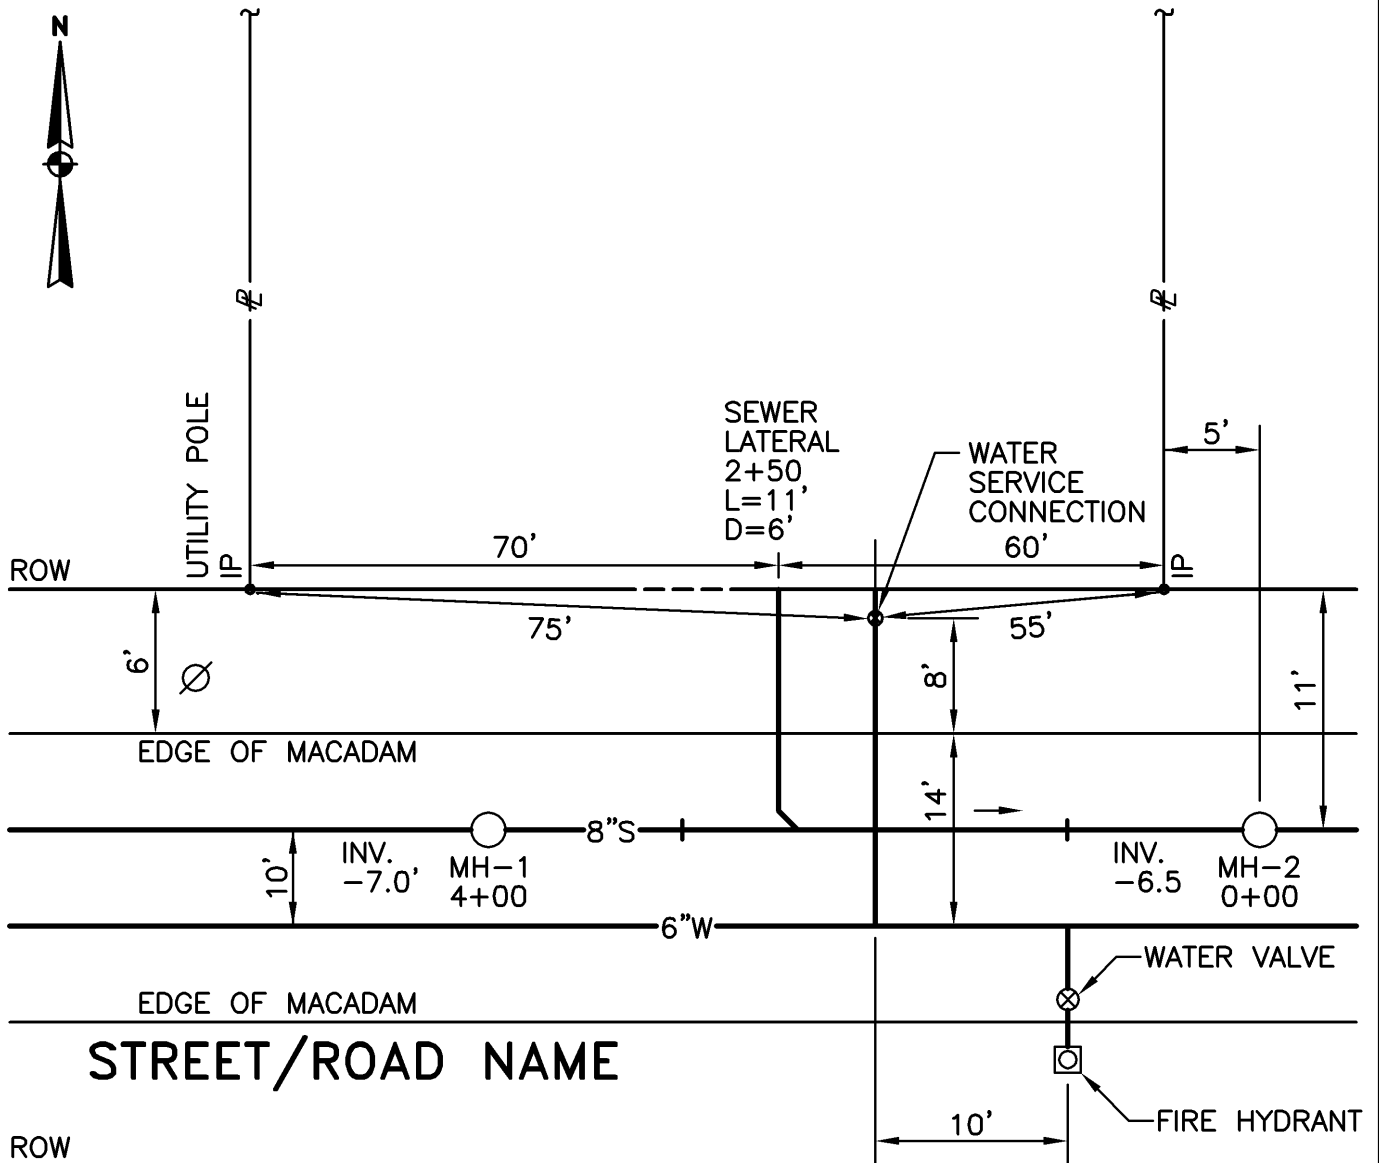 N
℄
℄
UTILITY POLE
IP
SEWER
LATERAL
2+50
L=11'
D=6'
WATER
SERVICE
CONNECTION
5'
70'
60'
IP
ROW
75'
55'
6'
8'
11'
EDGE OF MACADAM
14'
8"S
10'
INV.
-7.0'
MH-1
4+00
INV.
-6.5
MH-2
0+00
6"W
WATER VALVE
EDGE OF MACADAM
STREET/ROAD NAME
10'
FIRE HYDRANT
ROW